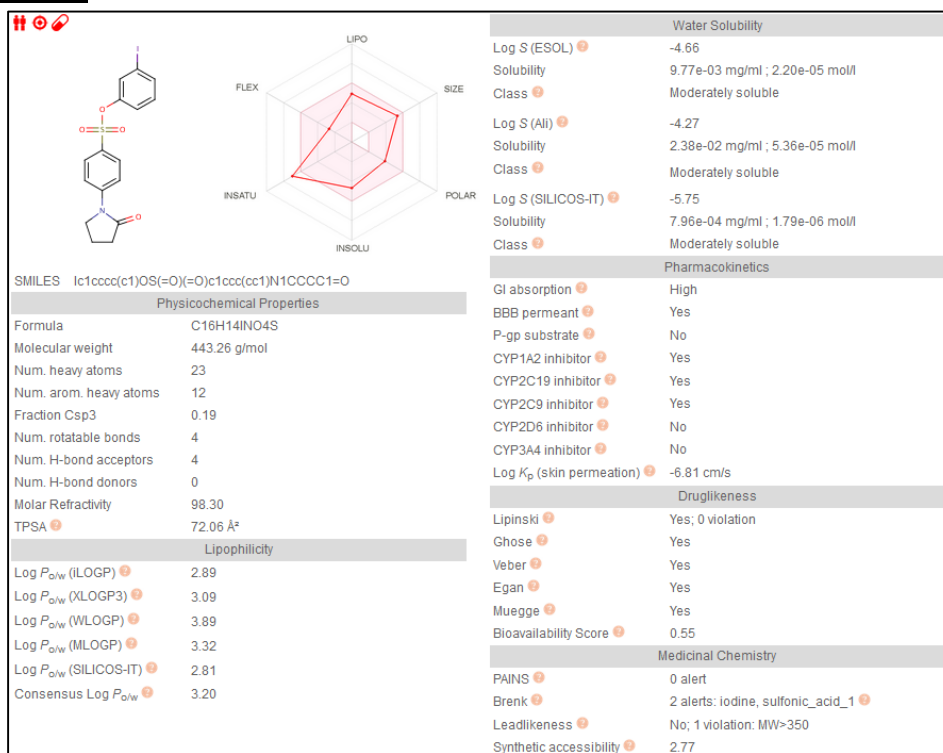 LIPO
FLEX
SIZE
INSATU
POLAR
INSOLU
I
O
O
S
O
N
O
SMILES Ic1cccc(c1)OS(=O)(=O)c1ccc(cc1)N1CCCC1=O
Physicochemical Properties
Formula C16H14INO4S
Molecular weight 443.26 g/mol
Num. heavy atoms 23
Num. arom. heavy atoms 12
Fraction Csp3 0.19
Num. rotatable bonds 4
Num. H-bond acceptors 4
Num. H-bond donors 0
Molar Refractivity 98.30
TPSA ? 72.06 Å²
Lipophilicity
Log Po/w (iLOGP) ? 2.89
Log Po/w (XLOGP3) ? 3.09
Log Po/w (WLOGP) ? 3.89
Log Po/w (MLOGP) ? 3.32
Log Po/w (SILICOS-IT) ? 2.81
Consensus Log Po/w ? 3.20
Water Solubility
Log S (ESOL) ? -4.66
Solubility 9.77e-03 mg/ml ; 2.20e-05 mol/l
Class ? Moderately soluble
Log S (Ali) ? -4.27
Solubility 2.38e-02 mg/ml ; 5.36e-05 mol/l
Class ? Moderately soluble
Log S (SILICOS-IT) ? -5.75
Solubility 7.96e-04 mg/ml ; 1.79e-06 mol/l
Class ? Moderately soluble
Pharmacokinetics
GI absorption ? High
BBB permeant ? Yes
P-gp substrate ? No
CYP1A2 inhibitor ? Yes
CYP2C19 inhibitor ? Yes
CYP2C9 inhibitor ? Yes
CYP2D6 inhibitor ? No
CYP3A4 inhibitor ? No
Log Kp (skin permeation) ? -6.81 cm/s
Druglikeness
Lipinski ? Yes; 0 violation
Ghose ? Yes
Veber ? Yes
Egan ? Yes
Muegge ? Yes
Bioavailability Score ? 0.55
Medicinal Chemistry
PAINS ? 0 alert
Brenk ? 2 alerts: iodine, sulfonic_acid_1 ?
Leadlikeness ? No; 1 violation: MW>350
Synthetic accessibility ? 2.77